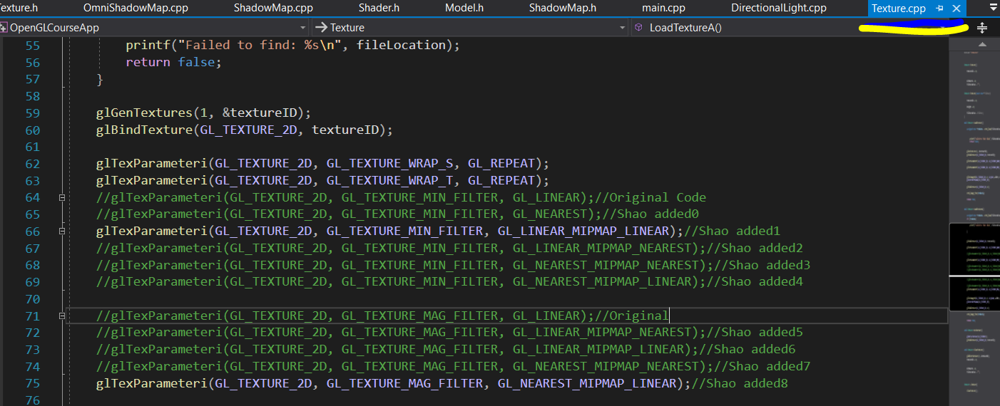 Texture.h OmniShadowMap.cpp ShadowMap.cpp Shader.h Model.h ShadowMap.h main.cpp DirectionalLight.cpp Texture.cpp
OpenGLCourseApp Texture LoadTextureA()
55 printf("Failed to find: %s\n", fileLocation);
56 return false;
57 }
58
59 glGenTextures(1, &textureID);
60 glBindTexture(GL_TEXTURE_2D, textureID);
61
62 glTexParameteri(GL_TEXTURE_2D, GL_TEXTURE_WRAP_S, GL_REPEAT);
63 glTexParameteri(GL_TEXTURE_2D, GL_TEXTURE_WRAP_T, GL_REPEAT);
64 //glTexParameteri(GL_TEXTURE_2D, GL_TEXTURE_MIN_FILTER, GL_LINEAR);//Original Code
65 //glTexParameteri(GL_TEXTURE_2D, GL_TEXTURE_MIN_FILTER, GL_NEAREST);//Shao added0
66 glTexParameteri(GL_TEXTURE_2D, GL_TEXTURE_MIN_FILTER, GL_LINEAR_MIPMAP_LINEAR);//Shao added1
67 //glTexParameteri(GL_TEXTURE_2D, GL_TEXTURE_MIN_FILTER, GL_LINEAR_MIPMAP_NEAREST);//Shao added2
68 //glTexParameteri(GL_TEXTURE_2D, GL_TEXTURE_MIN_FILTER, GL_NEAREST_MIPMAP_NEAREST);//Shao added3
69 //glTexParameteri(GL_TEXTURE_2D, GL_TEXTURE_MIN_FILTER, GL_NEAREST_MIPMAP_LINEAR);//Shao added4
70
71 //glTexParameteri(GL_TEXTURE_2D, GL_TEXTURE_MAG_FILTER, GL_LINEAR);//Original
72 //glTexParameteri(GL_TEXTURE_2D, GL_TEXTURE_MAG_FILTER, GL_LINEAR_MIPMAP_NEAREST);//Shao added5
73 //glTexParameteri(GL_TEXTURE_2D, GL_TEXTURE_MAG_FILTER, GL_LINEAR_MIPMAP_LINEAR);//Shao added6
74 //glTexParameteri(GL_TEXTURE_2D, GL_TEXTURE_MAG_FILTER, GL_NEAREST_MIPMAP_NEAREST);//Shao added7
75 glTexParameteri(GL_TEXTURE_2D, GL_TEXTURE_MAG_FILTER, GL_NEAREST_MIPMAP_LINEAR);//Shao added8
76